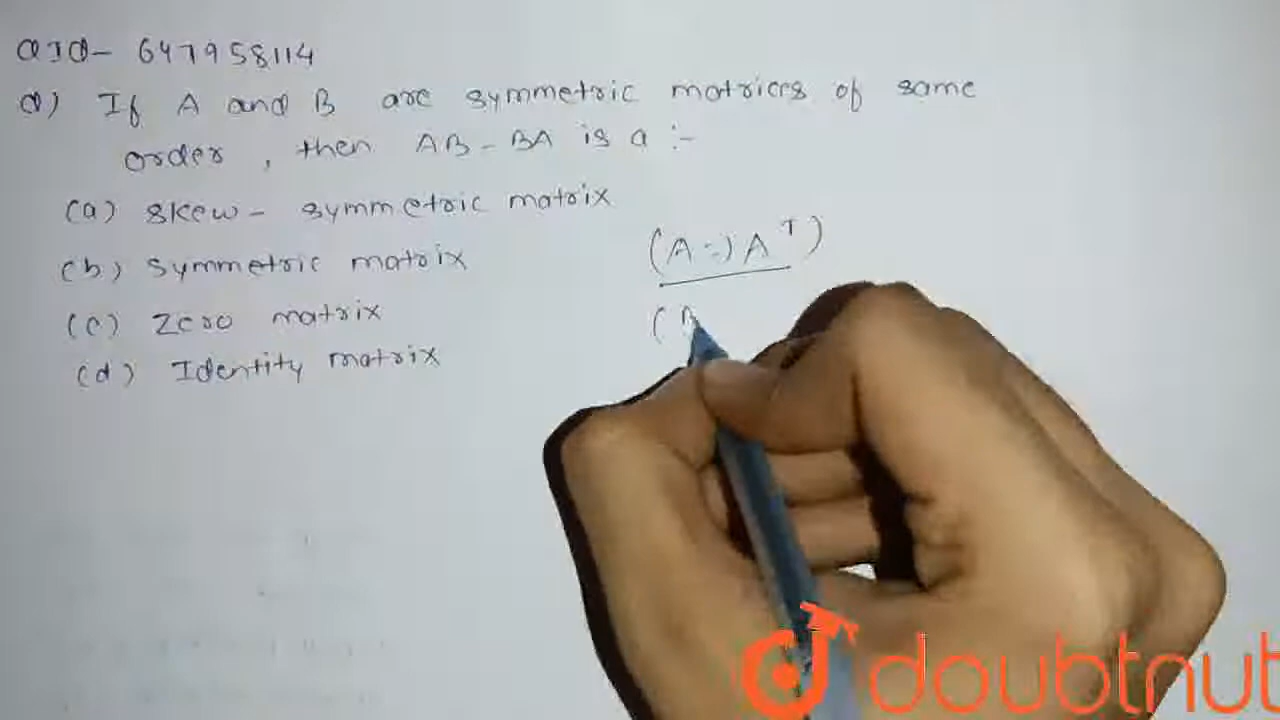 QID- 647958114
Q) If A and B are symmetric matrices of same
order, then AB-BA is a :-
(a) skew-symmetric matrix
(b) symmetric matrix
(c) Zero matrix
(d) Identity matrix
(A => A^T)
(
doubtnut